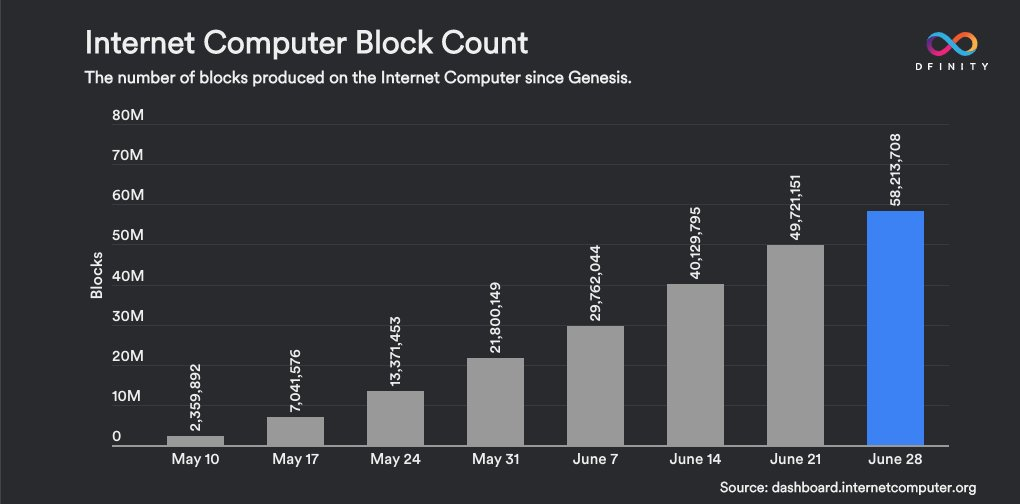 Internet Computer Block Count
The number of blocks produced on the Internet Computer since Genesis.
DFINITY
Blocks
80M
70M
60M
50M
40M
30M
20M
10M
0
2,359,892
7,041,576
13,371,453
21,800,149
29,762,044
40,129,795
49,721,151
58,213,708
May 10 May 17 May 24 May 31 June 7 June 14 June 21 June 28
Source: dashboard.internetcomputer.org